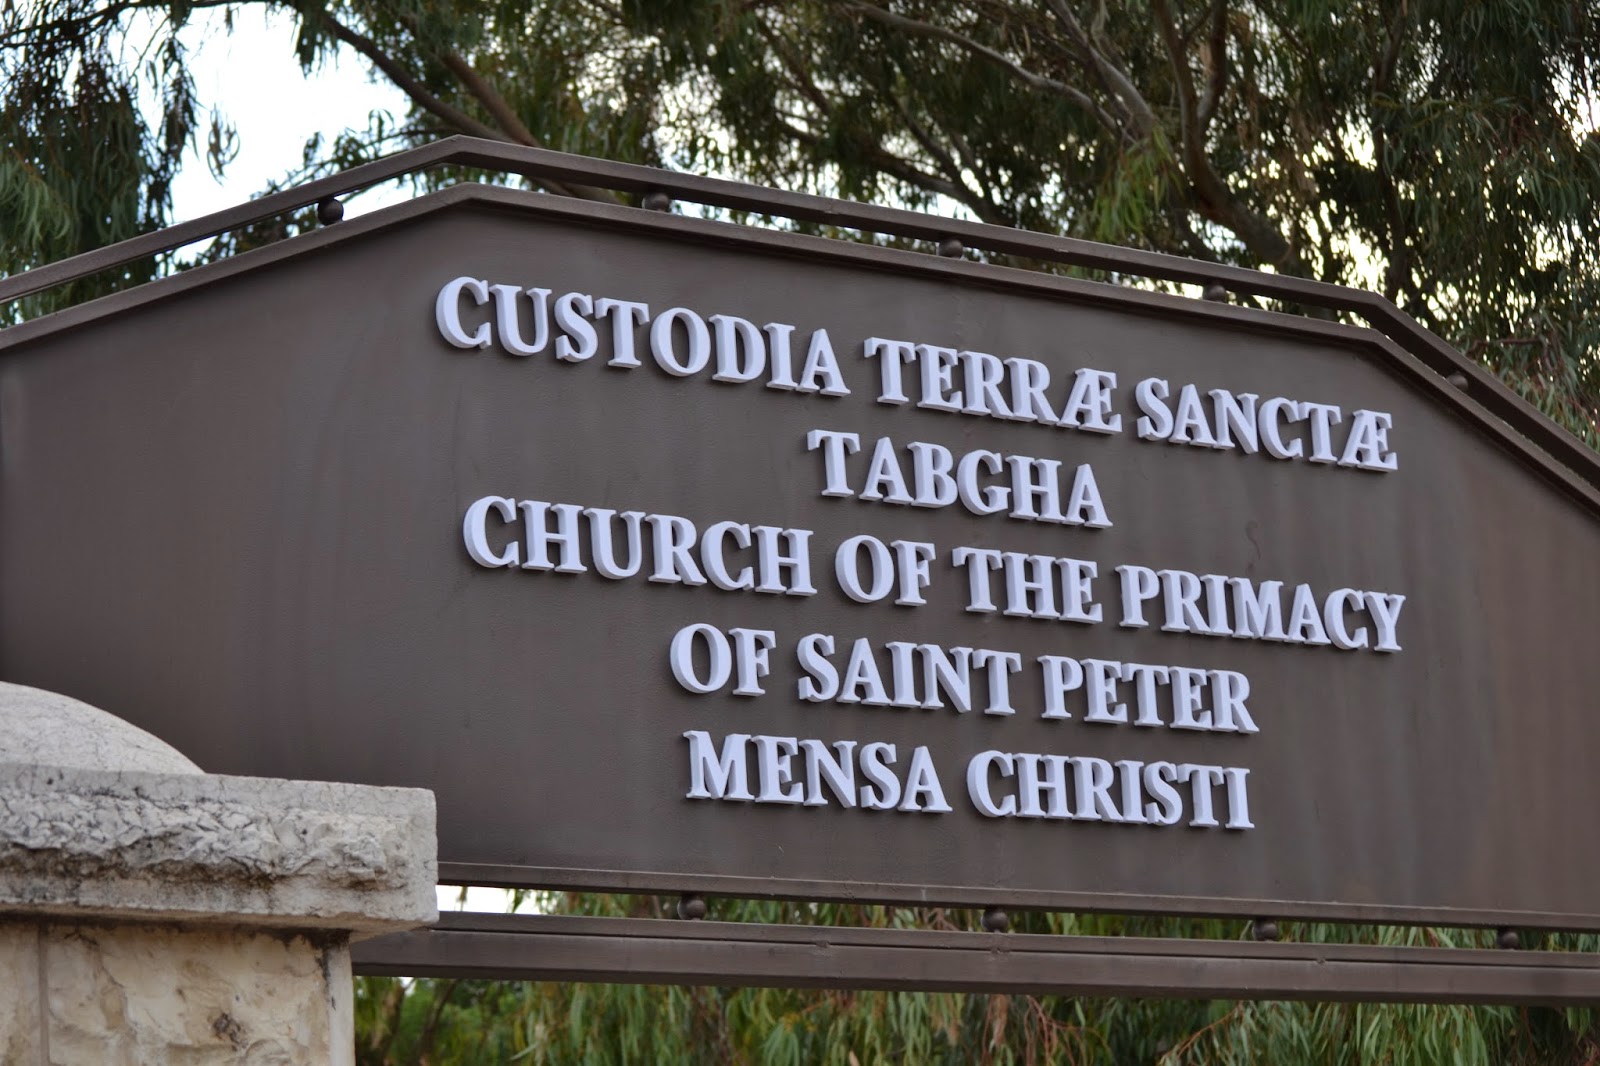 CUSTODIA TERRÆ SANCTÆ
TABGHA
CHURCH OF THE PRIMACY
OF SAINT PETER
MENSA CHRISTI